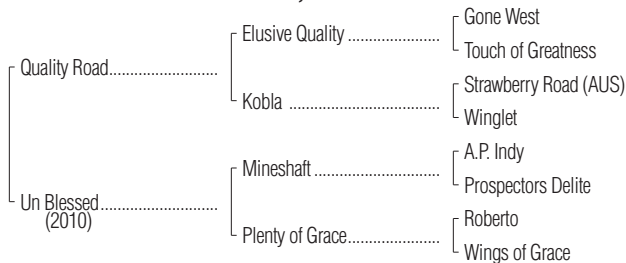 Gone West
Elusive Quality ....................
Touch of Greatness
Quality Road........................
Strawberry Road (AUS)
Kobla .................................
Winglet
A.P. Indy
Mineshaft ...........................
Prospectors Delite
Un Blessed..........................
(2010)
Roberto
Plenty of Grace....................
Wings of Grace